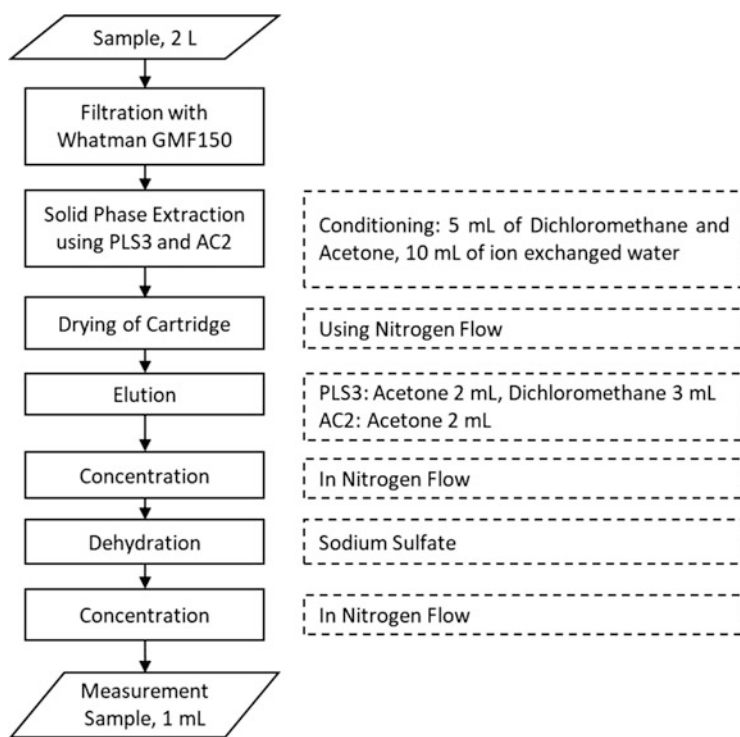 Sample, 2 L
Filtration with
Whatman GMF150
Solid Phase Extraction
using PLS3 and AC2
Conditioning: 5 mL of Dichloromethane and
Acetone, 10 mL of ion exchanged water
Drying of Cartridge
Using Nitrogen Flow
Elution
PLS3: Acetone 2 mL, Dichloromethane 3 mL
AC2: Acetone 2 mL
Concentration
In Nitrogen Flow
Dehydration
Sodium Sulfate
Concentration
In Nitrogen Flow
Measurement
Sample, 1 mL